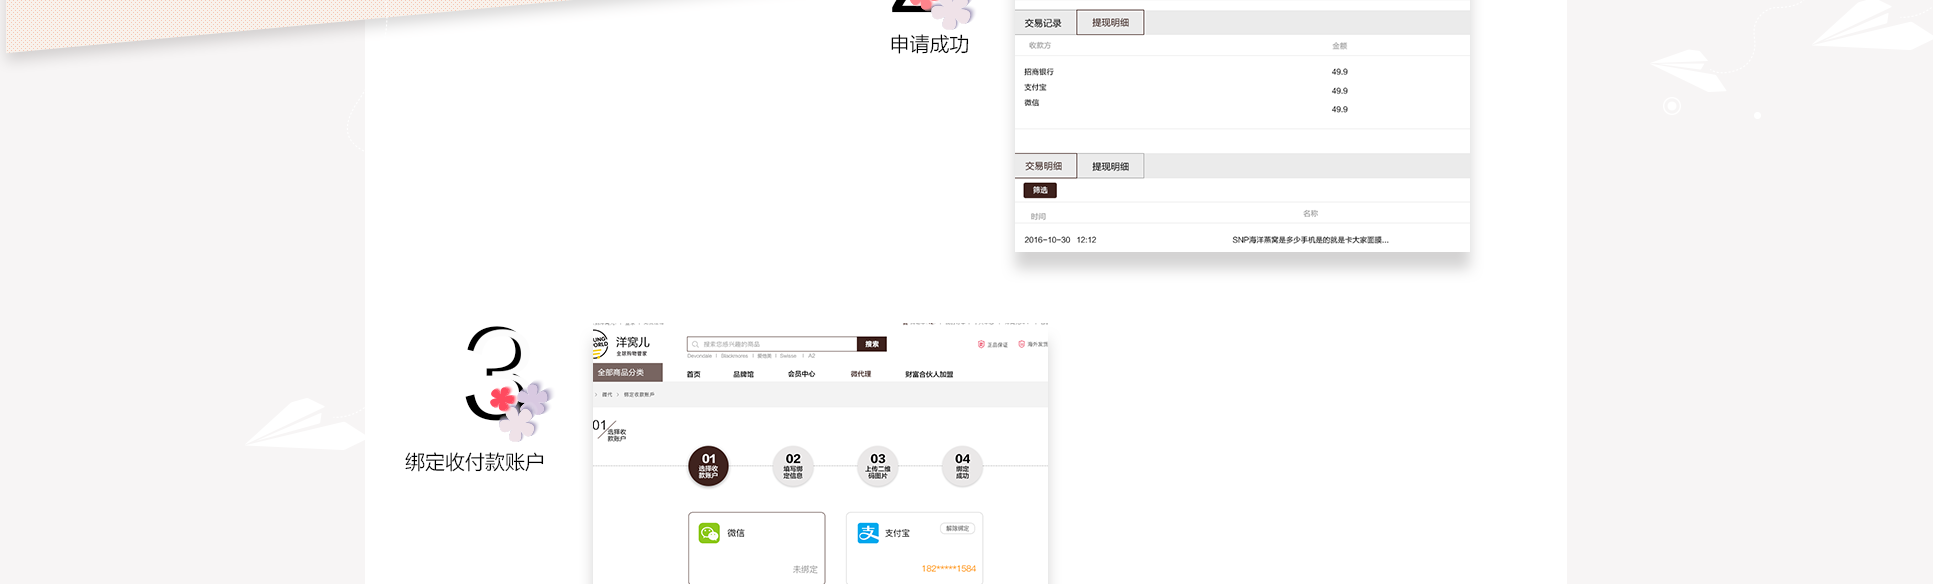 申请成功
交易记录 提现明细
收款方 金额
招商银行 49.9
支付宝 49.9
微信 49.9
交易明细 提现明细
筛选
时间 名称
2016-10-30 12:12 SNP海洋燕窝是多少手机是的就是卡大家面膜...
3
绑定收付款账户
洋窝儿
全球购物管家
搜索您感兴趣的商品 搜索
正品保证
Devondale | Blackmores | 爱他美 | Swisse | A2
全部商品分类 首页 品牌馆 会员中心 微代理 财富合伙人加盟
> 微代 > 绑定收款账户
01 选择收
款账户
01 选择收
款账户
02 填写绑
定信息
03 上传二维
码图片
04 绑定
成功
微信
未绑定
支付宝 解除绑定
182*****1584